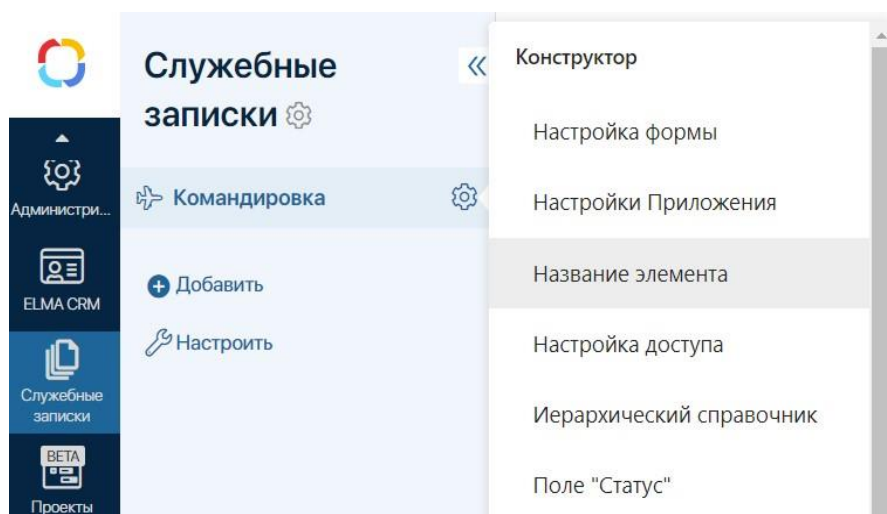 Служебные
записки
Командировка
Добавить
Настроить
Администри...
ELMA CRM
Служебные
записки
BETA
Проекты
Конструктор
Настройка формы
Настройки Приложения
Название элемента
Настройка доступа
Иерархический справочник
Поле "Статус"